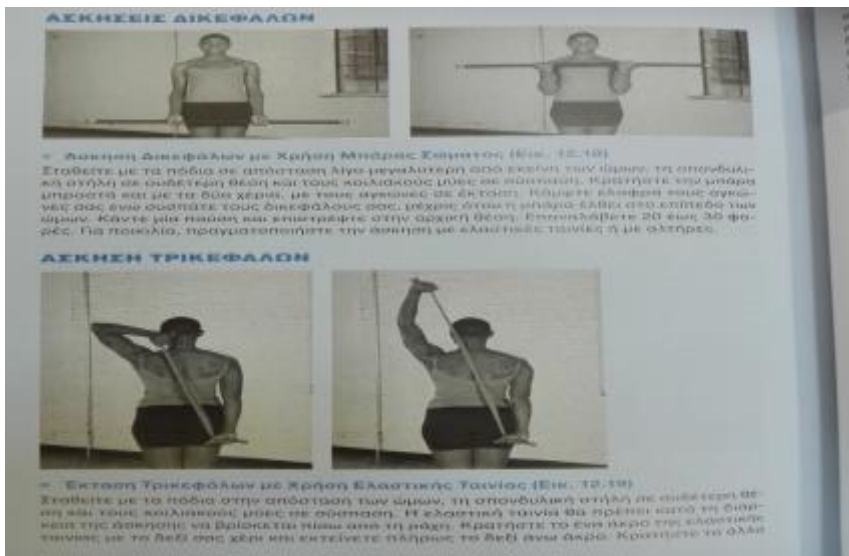 ΑΣΚΗΣΕΙΣ ΔΙΚΕΦΑΛΩΝ
Άσκηση Δικεφάλων με Χρήση Μπάρας Σώματος (Εικ. 12.18)
Σταθείτε με τα πόδια σε απόσταση λίγο μεγαλύτερη από εκείνη των ώμων, τη σπονδυλι-
κή στήλη σε ουδέτερη θέση και τους κοιλιακούς μύες σε σύσπαση. Κρατήστε την μπάρα
μπροστά και με τα δύο χέρια, με τους αγκώνες σε έκταση. Κάμψτε ελαφρά τους αγκώ-
νες σας ενώ συσπάτε τους δικεφάλους σας, μέχρις ότου η μπάρα έλθει στο επίπεδο των
ώμων. Κάντε μία παύση και επιστρέψτε στην αρχική θέση. Επαναλάβετε 20 έως 30 φο-
ρές. Για ποικιλία, πραγματοποιήστε την άσκηση με ελαστικές ταινίες ή με αλτήρες.
ΑΣΚΗΣΗ ΤΡΙΚΕΦΑΛΩΝ
Έκταση Τρικεφάλων με Χρήση Ελαστικής Ταινίας (Εικ. 12.19)
Σταθείτε με τα πόδια στην απόσταση των ώμων, τη σπονδυλική στήλη σε ουδέτερη θέ-
ση και τους κοιλιακούς μύες σε σύσπαση. Η ελαστική ταινία θα πρέπει κατά τη διάρ-
κεια της άσκησης να βρίσκεται πίσω από τη ράχη. Κρατήστε το ένα άκρο της ελαστικής
ταινίας με το δεξί σας χέρι και εκτείνετε πλήρως το δεξί άνω άκρο. Κρατήστε το άλλο